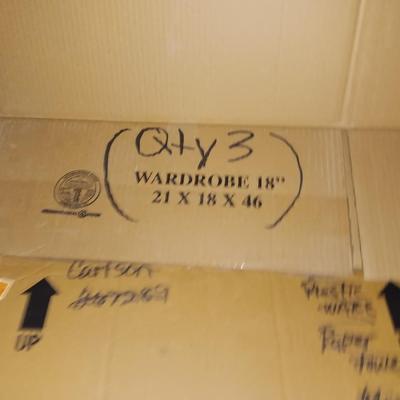 Qty 3
WARDROBE 18"
21 X 18 X 46
Carlson
UP
Plastic
WARE
Paper